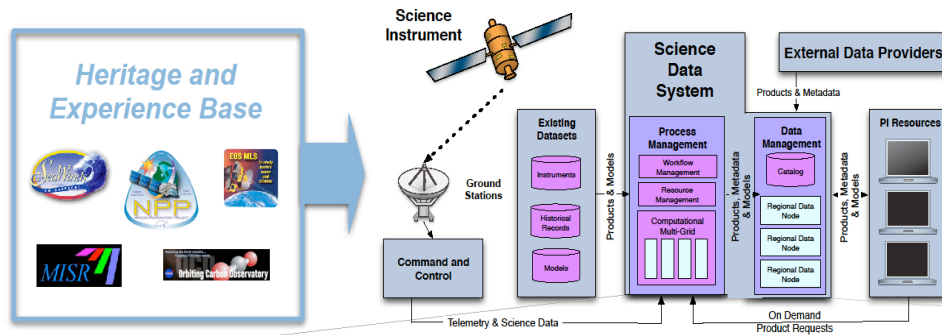 Heritage and
Experience Base
SeaWinds
NPP
EOS MLS
MISR
Orbiting Carbon Observatory
Science
Instrument
Ground
Stations
Command and
Control
Telemetry & Science Data
Existing
Datasets
Instruments
Historical
Records
Models
Products & Models
Science
Data
System
Process
Management
Workflow
Management
Resource
Management
Computational
Multi-Grid
Products, Metadata
& Models
External Data Providers
Products & Metadata
Data
Management
Catalog
Regional Data
Node
Regional Data
Node
Regional Data
Node
Products, Metadata
& Models
PI Resources
On Demand
Product Requests